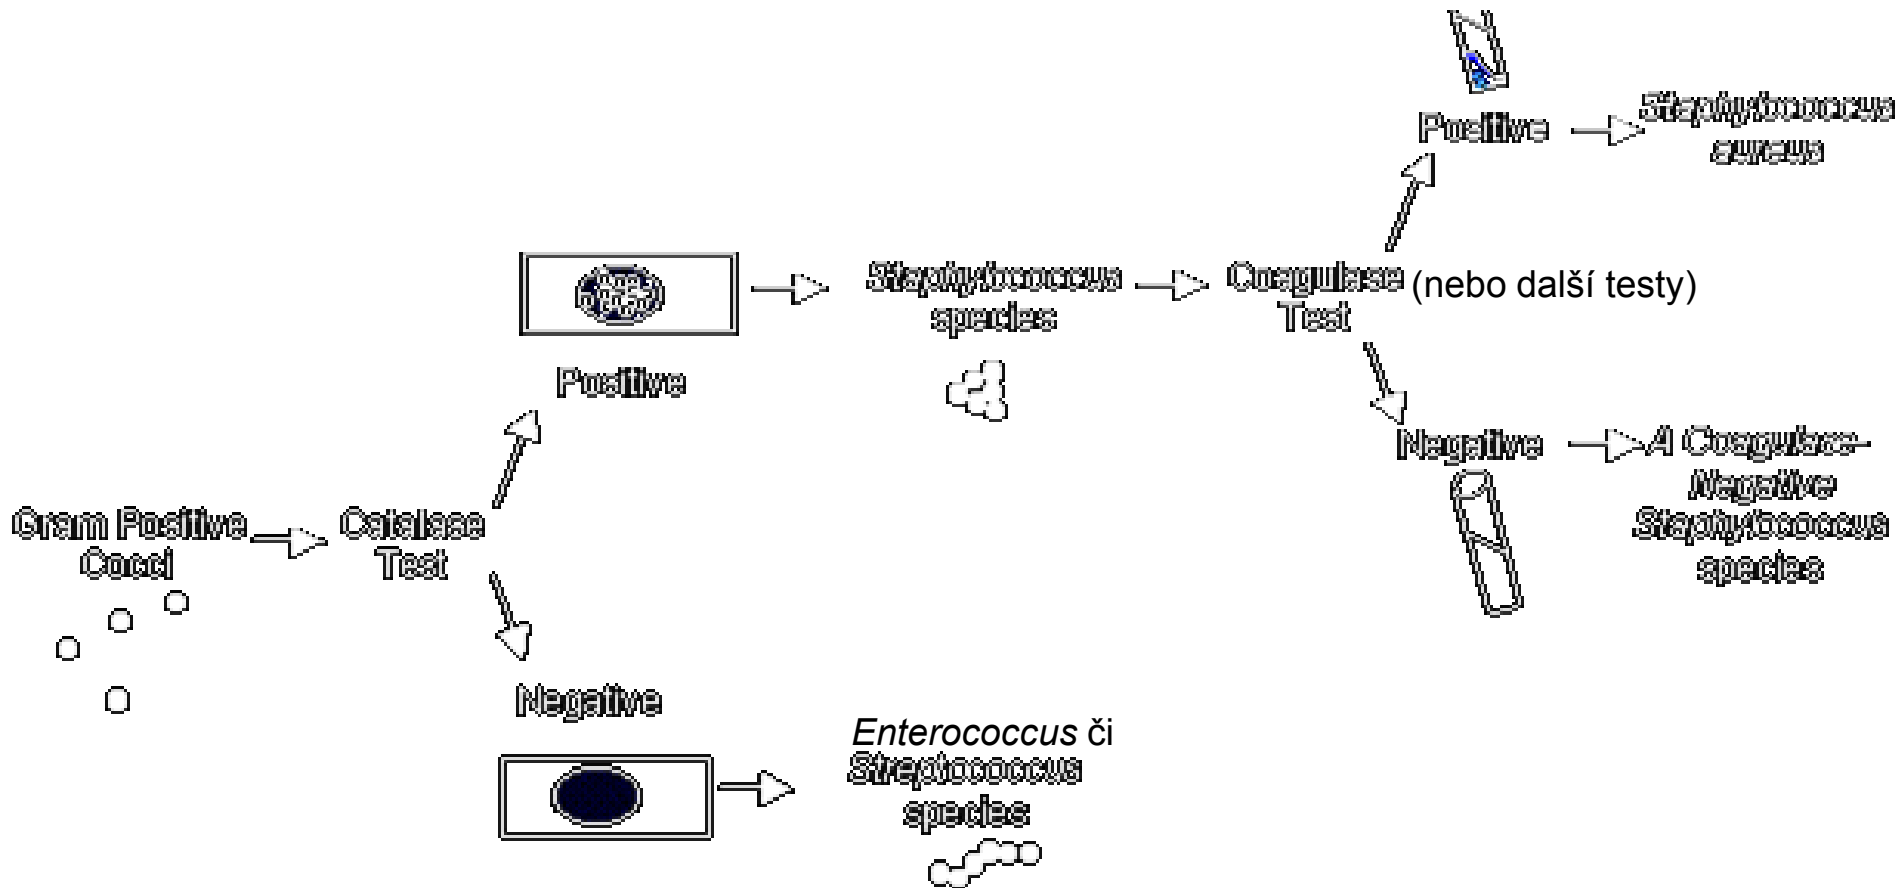 Gram Positive
Cocci
Catalase
Test
Positive
Staphylococcus
species
Coagulase (nebo další testy)
Test
Positive
Staphylococcus
aureus
Negative
A Coagulase-
Negative
Staphylococcus
species
Negative
Enterococcus či
Streptococcus
species